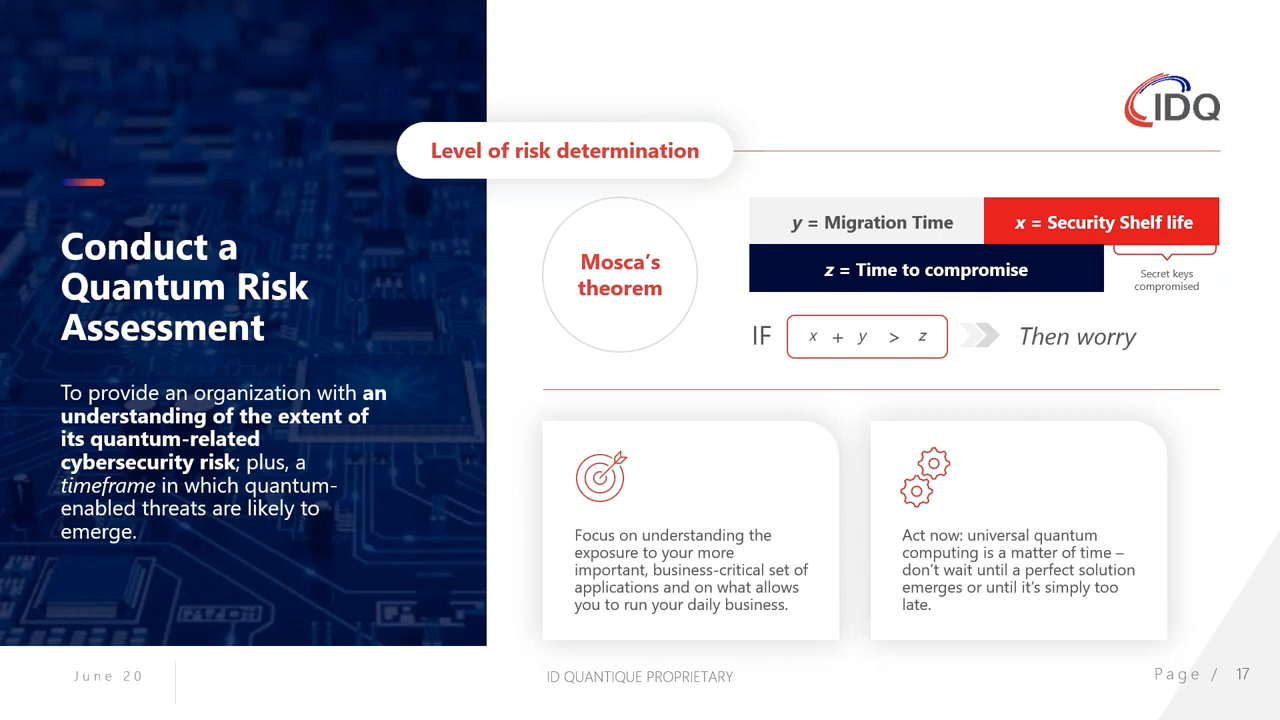 IDQ
Level of risk determination
Conduct a
Quantum Risk
Assessment
To provide an organization with an
understanding of the extent of
its quantum-related
cybersecurity risk; plus, a
timeframe in which quantum-
enabled threats are likely to
emerge.
Mosca's
theorem
y = Migration Time
x = Security Shelf life
z = Time to compromise
Secret keys
compromised
IF x + y > z Then worry
Focus on understanding the
exposure to your more
important, business-critical set of
applications and on what allows
you to run your daily business.
Act now: universal quantum
computing is a matter of time –
don't wait until a perfect solution
emerges or until it's simply too
late.
June 20
ID QUANTIQUE PROPRIETARY
Page / 17